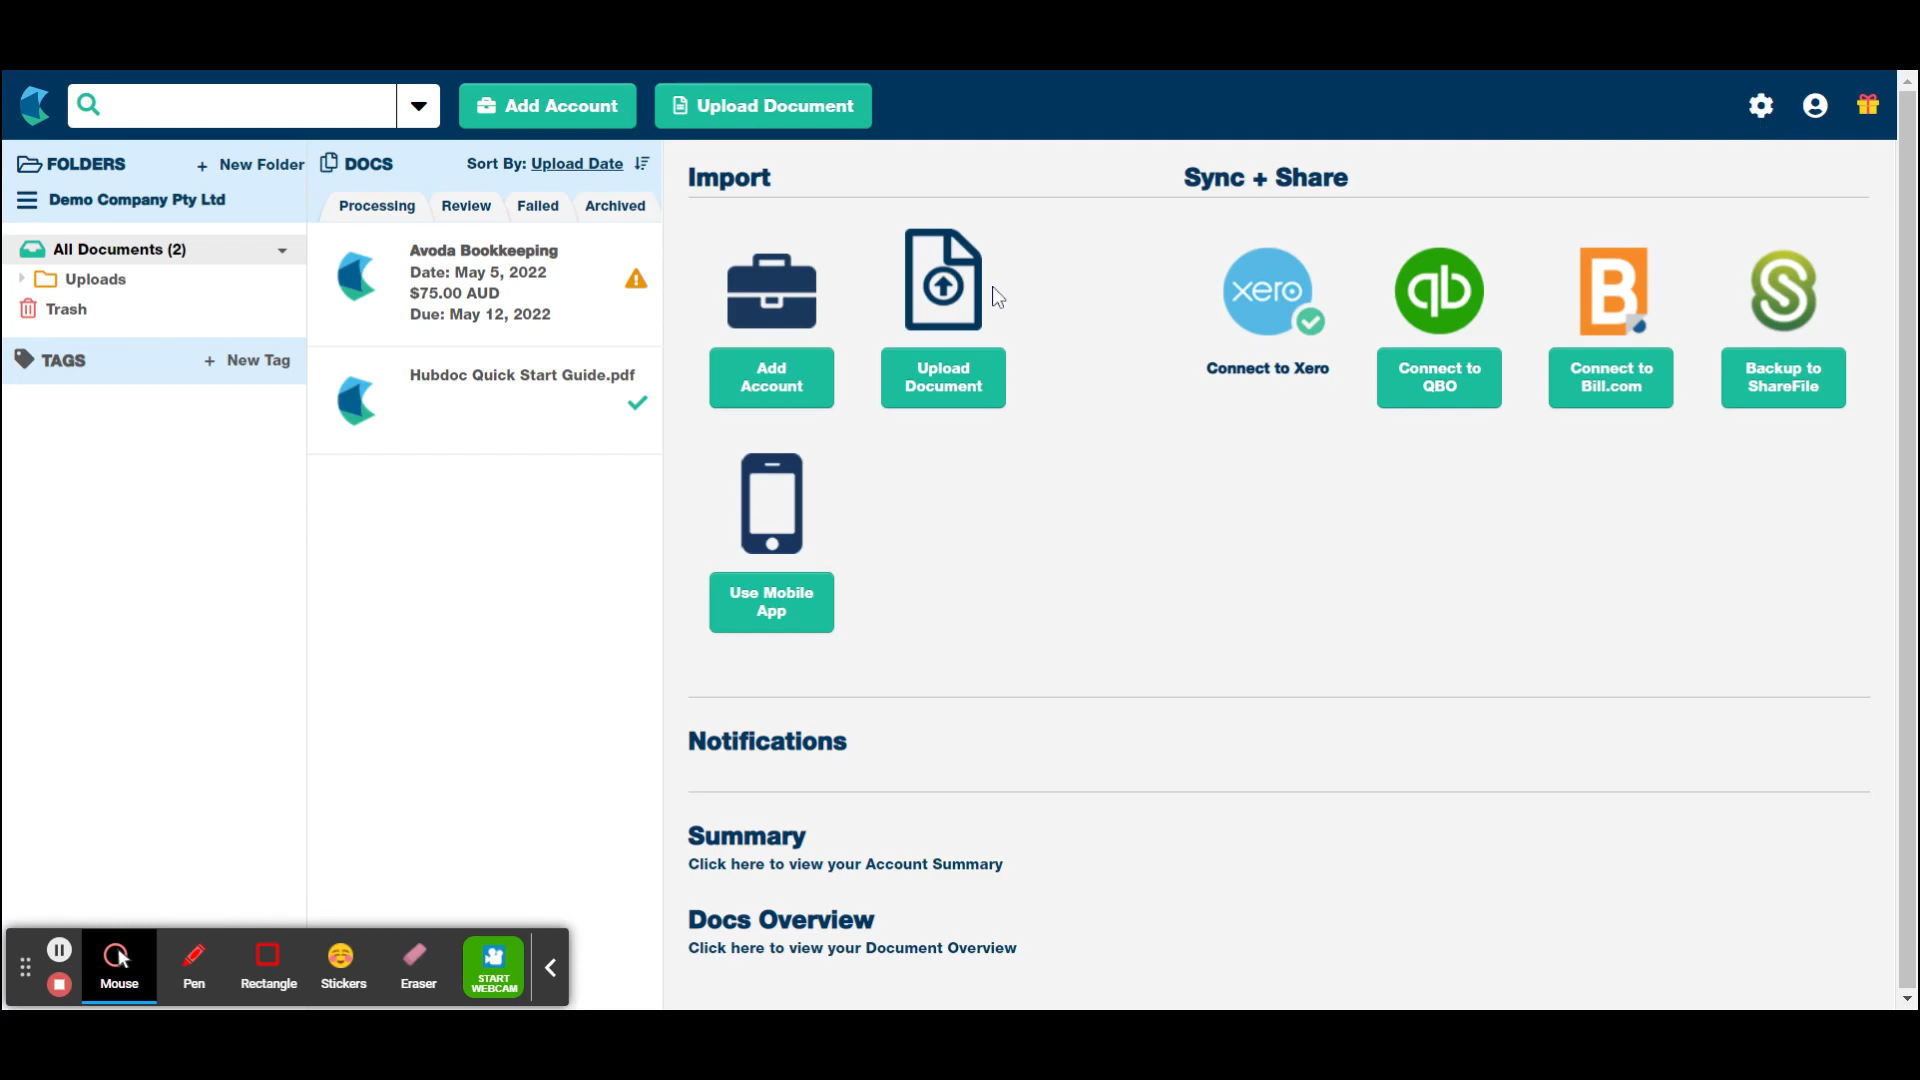 Add Account
Upload Document
FOLDERS
+ New Folder
Demo Company Pty Ltd
All Documents (2)
Uploads
Trash
TAGS
+ New Tag
DOCS
Sort By: Upload Date
Processing
Review
Failed
Archived
Avoda Bookkeeping
Date: May 5, 2022
$75.00 AUD
Due: May 12, 2022
Hubdoc Quick Start Guide.pdf
Import
Add
Account
Upload
Document
Use Mobile
App
Sync + Share
xero
Connect to Xero
qb
Connect to
QBO
B
Connect to
Bill.com
S
Backup to
ShareFile
Notifications
Summary
Click here to view your Account Summary
Docs Overview
Click here to view your Document Overview
Mouse
Pen
Rectangle
Stickers
Eraser
START
WEBCAM